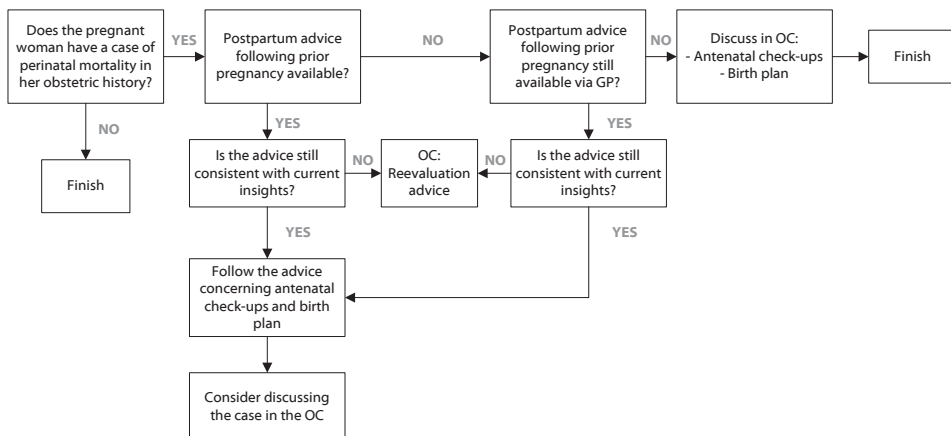 Does the pregnant
woman have a case of
perinatal mortality in
her obstetric history?
YES
Postpartum advice
following prior
pregnancy available?
NO
Postpartum advice
following prior
pregnancy still
available via GP?
NO
Discuss in OC:
- Antenatal check-ups
- Birth plan
Finish
NO
Finish
YES
YES
Is the advice still
consistent with current
insights?
NO
OC:
Reevaluation
advice
NO
Is the advice still
consistent with current
insights?
YES
YES
Follow the advice
concerning antenatal
check-ups and birth
plan
Consider discussing
the case in the OC